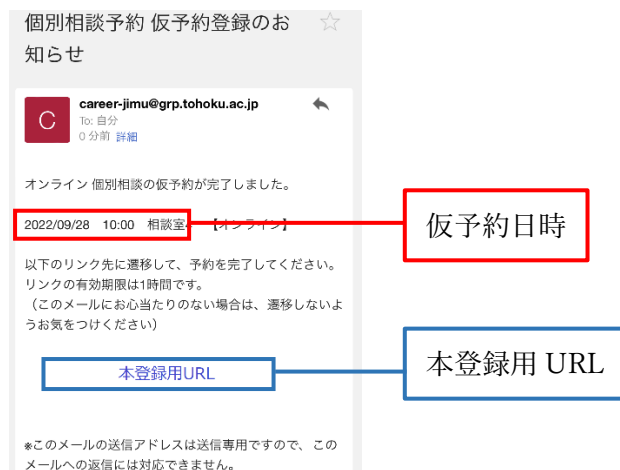 個別相談予約 仮予約登録のお
知らせ
C
career-jimu@grp.tohoku.ac.jp
To: 自分
0 分前 詳細
オンライン 個別相談の仮予約が完了しました。
2022/09/28 10:00 相談室 【オンライン】
仮予約日時
以下のリンク先に遷移して、予約を完了してください。
リンクの有効期限は1時間です。
（このメールにお心当たりのない場合は、遷移しないよ
うお気をつけください）
本登録用URL
本登録用 URL
※このメールの送信アドレスは送信専用ですので、この
メールへの返信には対応できません。